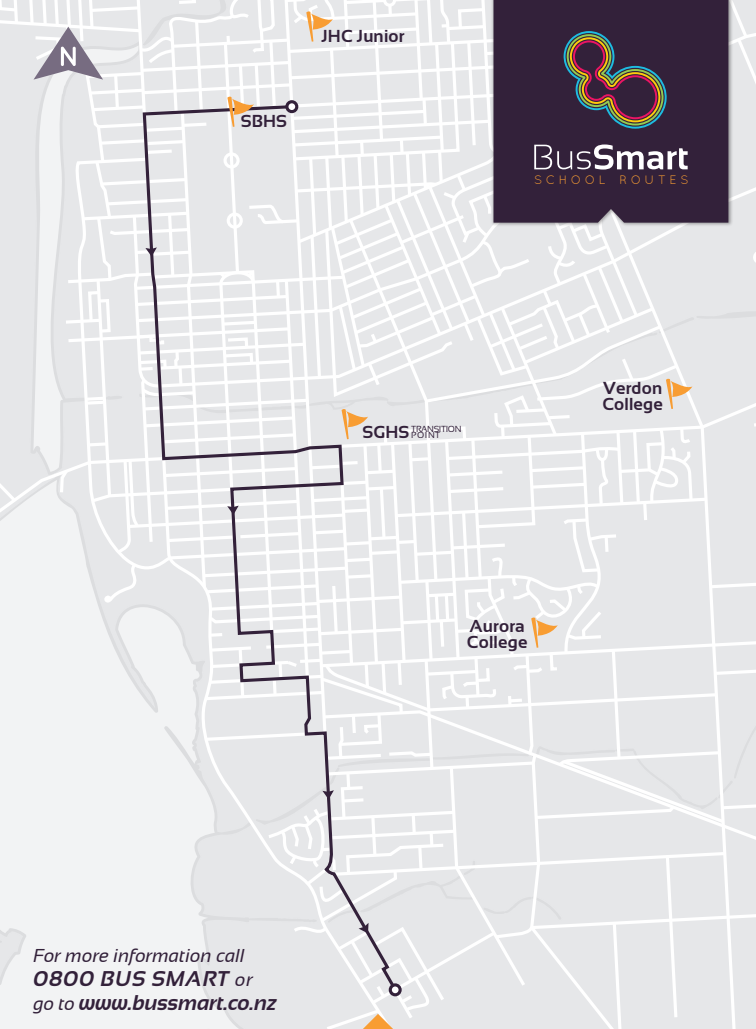 JHC Junior
N
SBHS
BusSmart
SCHOOL ROUTES
Verdon
College
SGHS TRANSITION
POINT
Aurora
College
For more information call
0800 BUS SMART or
go to www.bussmart.co.nz